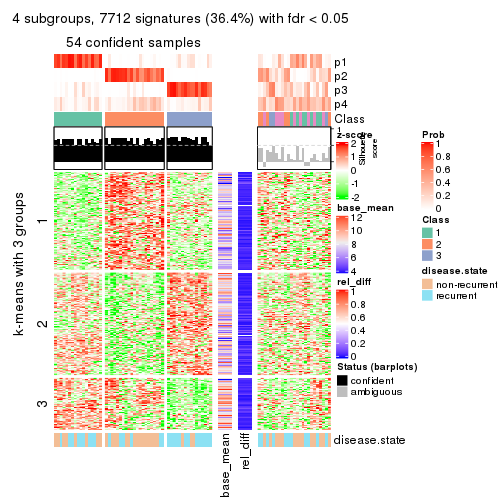 4 subgroups, 7712 signatures (36.4%) with fdr < 0.05
54 confident samples
p1
p2
p3
p4
Class
1
Silhouette
score
k-means with 3 groups
1
2
3
base_mean
rel_diff
disease.state
z-score
2
1
0
-1
-2
base_mean
12
10
8
6
4
rel_diff
1
0.8
0.6
0.4
0.2
0
Status (barplots)
confident
ambiguous
Prob
1
0.8
0.6
0.4
0.2
0
Class
1
2
3
disease.state
non-recurrent
recurrent